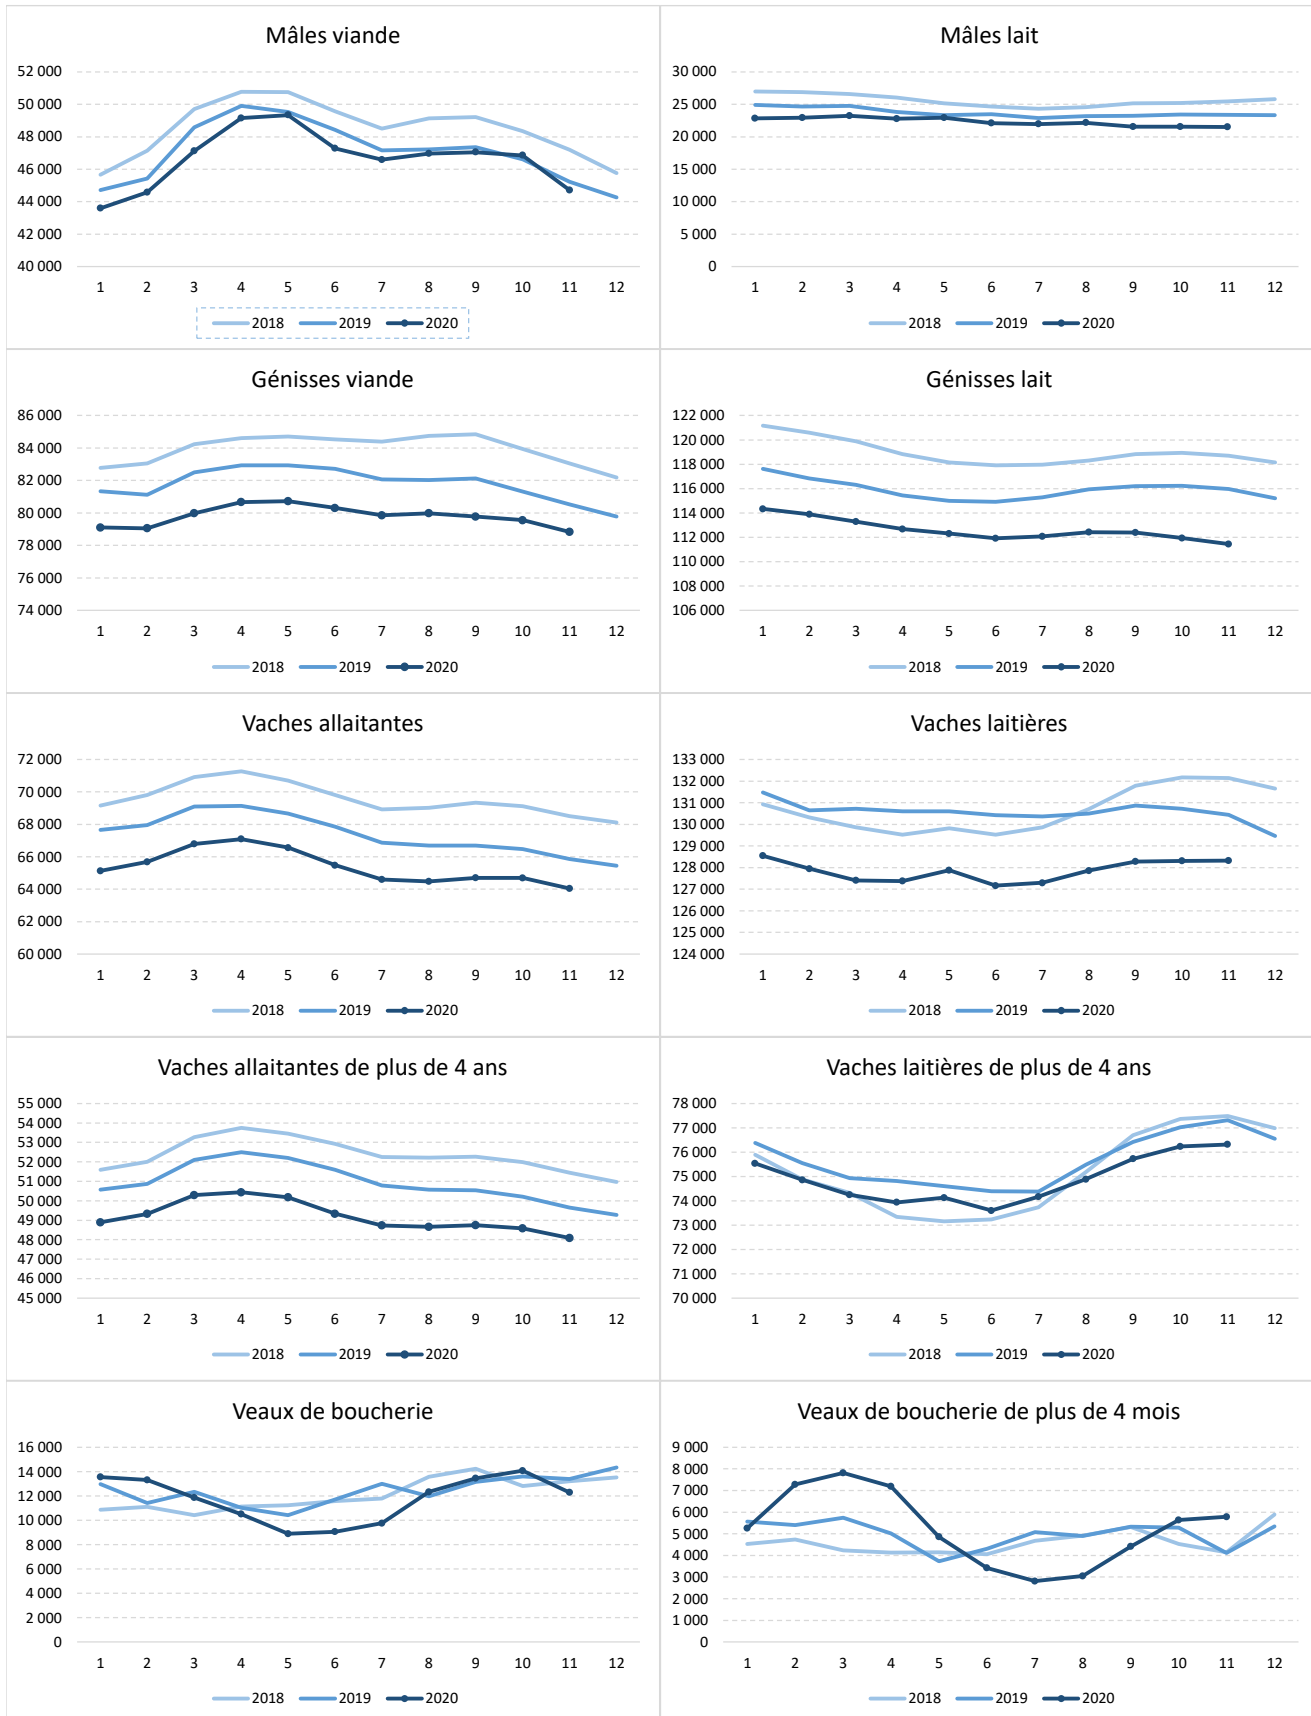 Mâles viande
52 000
50 000
48 000
46 000
44 000
42 000
40 000
1 2 3 4 5 6 7 8 9 10 11 12
2018 2019 2020
Mâles lait
30 000
25 000
20 000
15 000
10 000
5 000
0
1 2 3 4 5 6 7 8 9 10 11 12
2018 2019 2020
Génisses viande
86 000
84 000
82 000
80 000
78 000
76 000
74 000
1 2 3 4 5 6 7 8 9 10 11 12
2018 2019 2020
Génisses lait
122 000
120 000
118 000
116 000
114 000
112 000
110 000
108 000
106 000
1 2 3 4 5 6 7 8 9 10 11 12
2018 2019 2020
Vaches allaitantes
72 000
70 000
68 000
66 000
64 000
62 000
60 000
1 2 3 4 5 6 7 8 9 10 11 12
2018 2019 2020
Vaches laitières
133 000
132 000
131 000
130 000
129 000
128 000
127 000
126 000
125 000
124 000
1 2 3 4 5 6 7 8 9 10 11 12
2018 2019 2020
Vaches allaitantes de plus de 4 ans
55 000
54 000
53 000
52 000
51 000
50 000
49 000
48 000
47 000
46 000
45 000
1 2 3 4 5 6 7 8 9 10 11 12
2018 2019 2020
Vaches laitières de plus de 4 ans
78 000
77 000
76 000
75 000
74 000
73 000
72 000
71 000
70 000
1 2 3 4 5 6 7 8 9 10 11 12
2018 2019 2020
Veaux de boucherie
16 000
14 000
12 000
10 000
8 000
6 000
4 000
2 000
0
1 2 3 4 5 6 7 8 9 10 11 12
2018 2019 2020
Veaux de boucherie de plus de 4 mois
9 000
8 000
7 000
6 000
5 000
4 000
3 000
2 000
1 000
0
1 2 3 4 5 6 7 8 9 10 11 12
2018 2019 2020